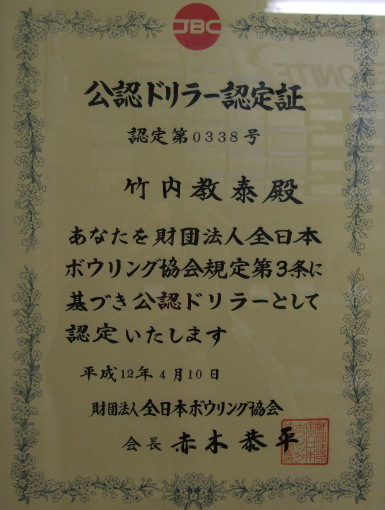 JBC
公認ドリラー認定証
認定第0338号
竹内教泰殿
あなたを財団法人全日本
ボウリング協会規定第3条に
基づき公認ドリラーとして
認定いたします
平成12年4月10日
財団法人全日本ボウリング協会
会長 赤木恭平